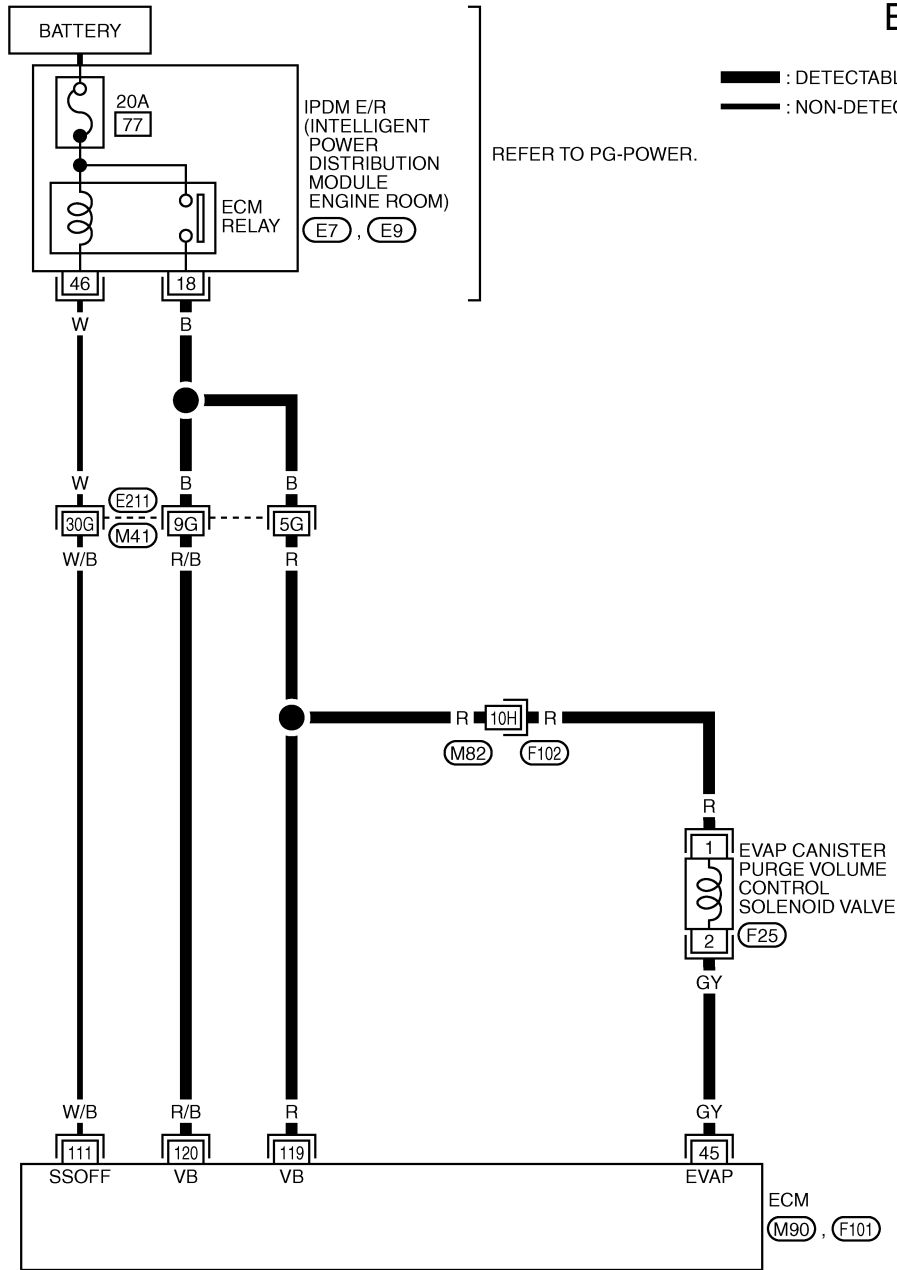 BATTERY
E
20A
77
IPDM E/R
(INTELLIGENT
POWER
DISTRIBUTION
MODULE
ENGINE ROOM)
E7 , E9
ECM
RELAY
REFER TO PG-POWER.
: DETECTABL
: NON-DETEC
46 18
W B
W B B
E211
30G 9G 5G
M41
W/B R/B R
R 10H R
M82 F102
R
1
EVAP CANISTER
PURGE VOLUME
CONTROL
SOLENOID VALVE
2 F25
GY
W/B R/B R GY
111 120 119 45
SSOFF VB VB EVAP
ECM
M90 , F101